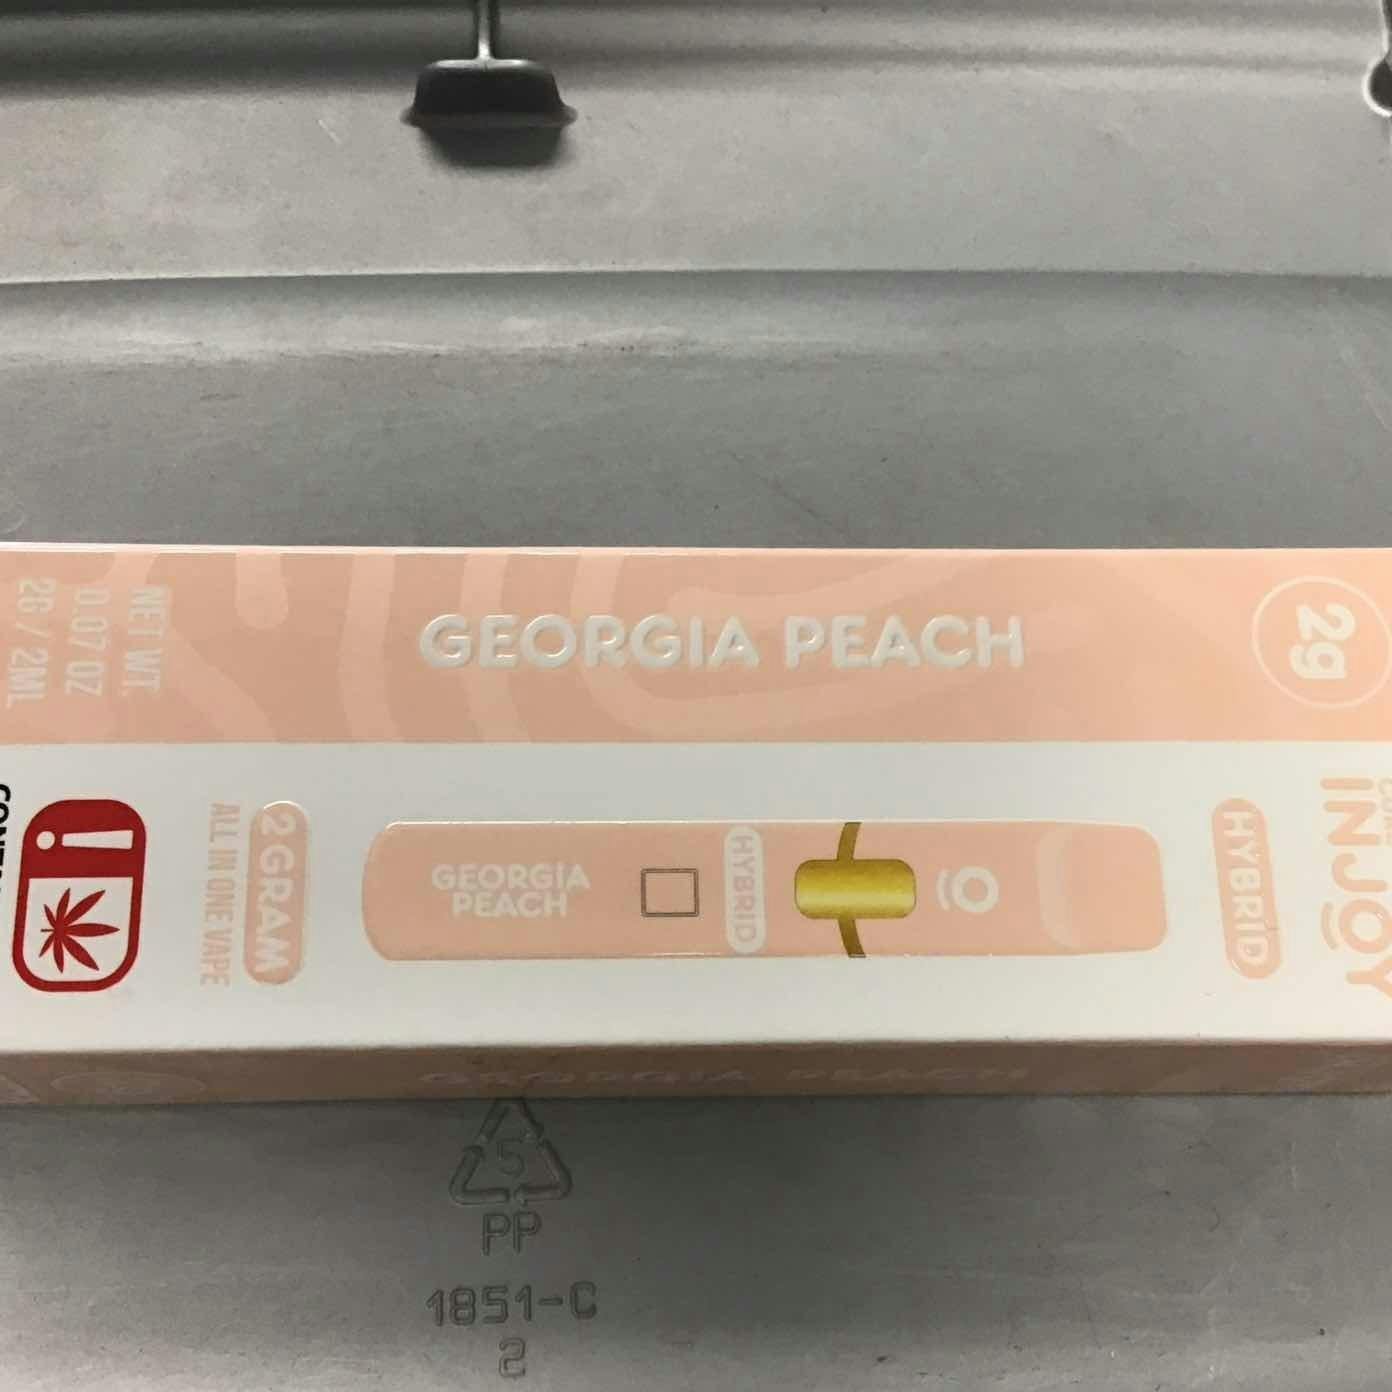 GEORGIA PEACH
2g
NET WT.
0.07 OZ
2G / 2ML
INJOY
HYBRID
GEORGIA
PEACH
HYBRID
2 GRAM
ALL IN ONE VAPE
GEORGIA PEACH
5
PP
1851-C
2